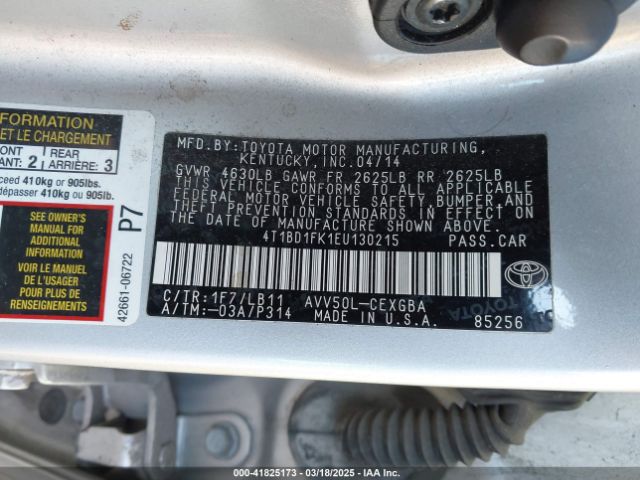 FORMATION
ET LE CHARGEMENT
ONT
ANT: 2
REAR
ARRIÈRE: 3
ceed 410kg or 905lbs.
dépasser 410kg ou 905lb.
SEE OWNER'S
MANUAL FOR
ADDITIONAL
INFORMATION
VOIR LE MANUEL
DE L'USAGER
POUR PLUS DE
RENSEIGNEMENTS
P7
42661-06722
MFD.BY:TOYOTA MOTOR MANUFACTURING,
KENTUCKY, INC. 04/14
GVWR 4630LB GAWR FR 2625LB RR 2625LB
THIS VEHICLE CONFORMS TO ALL APPLICABLE
FEDERAL MOTOR VEHICLE SAFETY, BUMPER, AND
THEFT PREVENTION STANDARDS IN EFFECT ON
THE DATE OF MANUFACTURE SHOWN ABOVE.
4T1BD1FK1EU130215 PASS.CAR
C/TR:1F7/LB11 AVV50L-CEXGBA
A/TM:-03A/P314 MADE IN U.S.A.
85256
TOYOTA
000-41825173 — 03/18/2025 — IAA Inc.